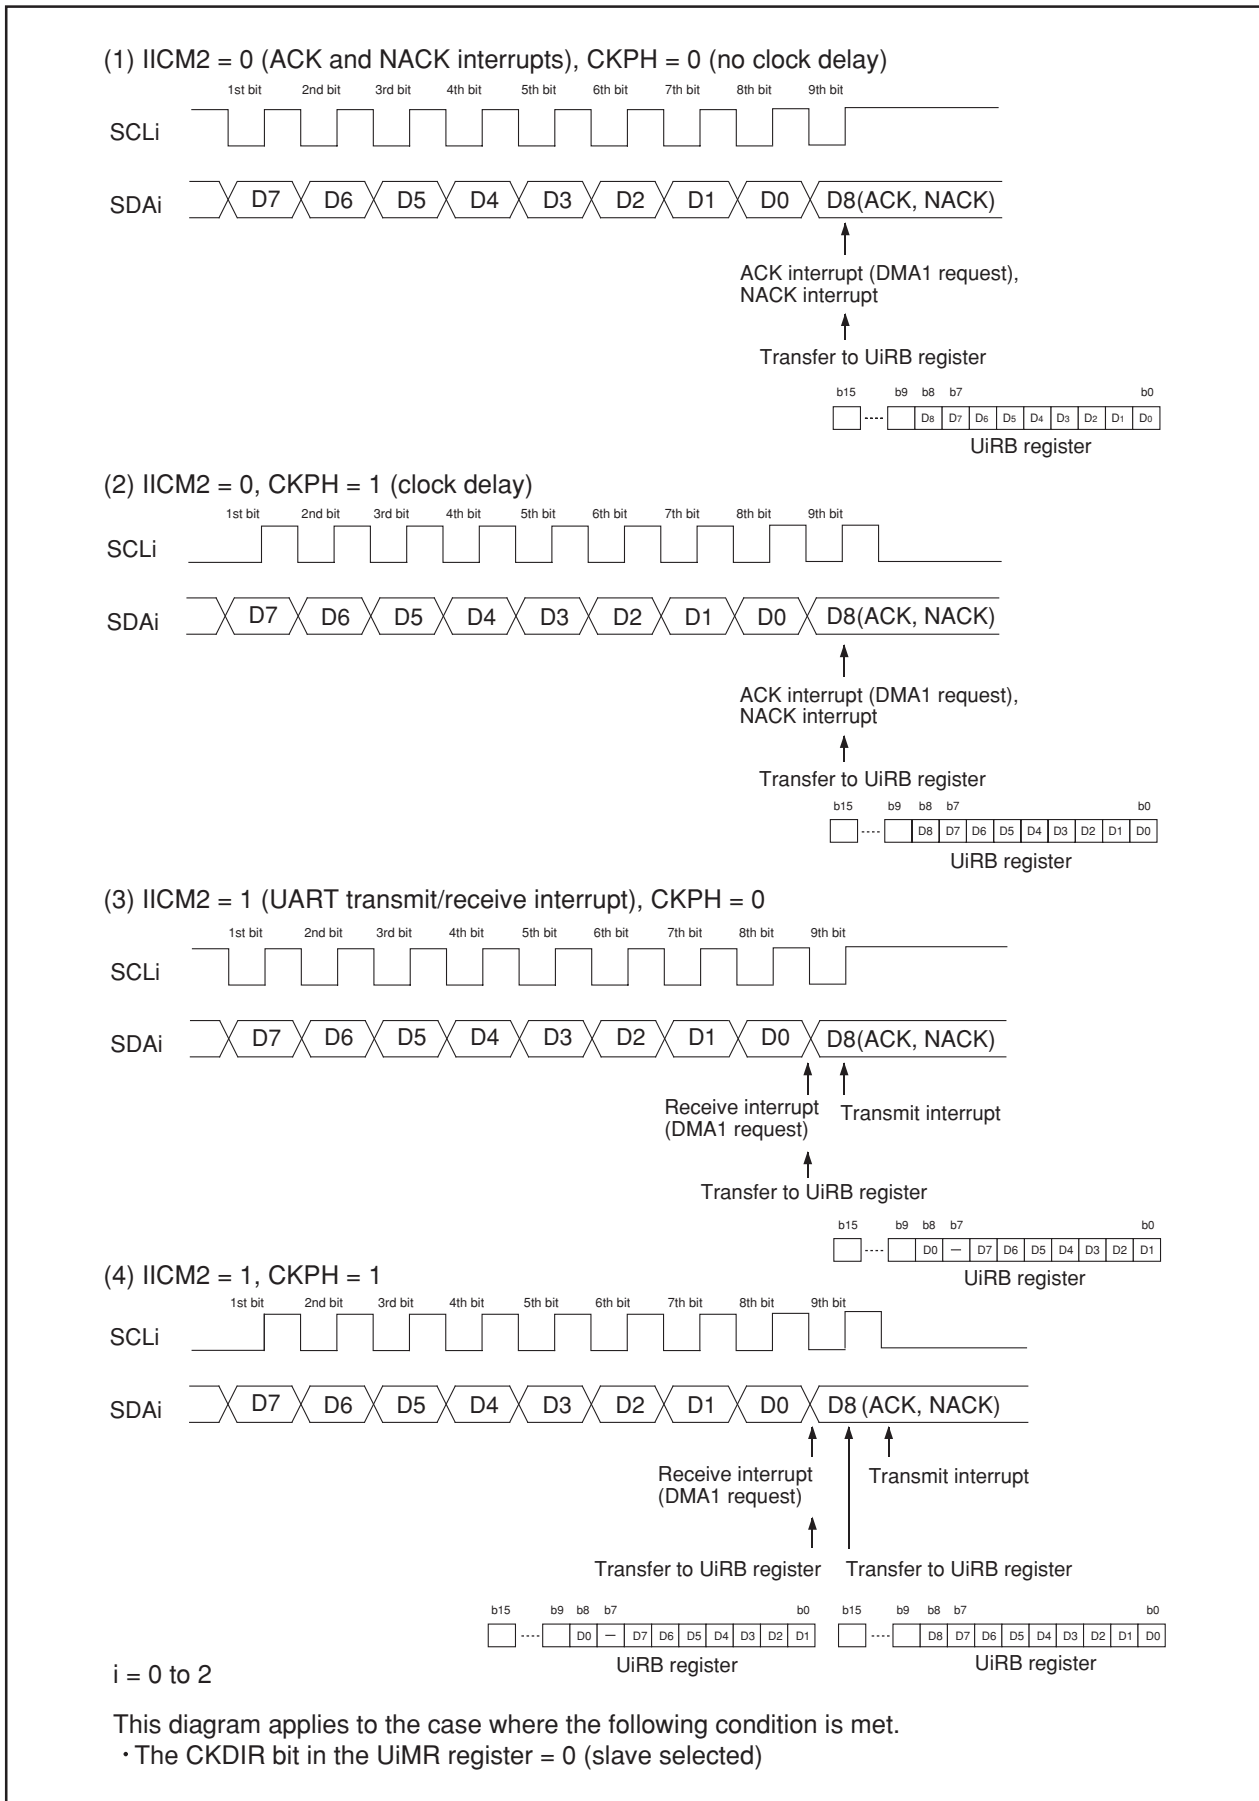 (1) IICM2 = 0 (ACK and NACK interrupts), CKPH = 0 (no clock delay)
1st bit 2nd bit 3rd bit 4th bit 5th bit 6th bit 7th bit 8th bit 9th bit
SCLi
SDAi D7 D6 D5 D4 D3 D2 D1 D0 D8(ACK, NACK)
ACK interrupt (DMA1 request),
NACK interrupt
Transfer to UiRB register
b15 b9 b8 b7 b0
D8 D7 D6 D5 D4 D3 D2 D1 D0
UiRB register
(2) IICM2 = 0, CKPH = 1 (clock delay)
1st bit 2nd bit 3rd bit 4th bit 5th bit 6th bit 7th bit 8th bit 9th bit
SCLi
SDAi D7 D6 D5 D4 D3 D2 D1 D0 D8(ACK, NACK)
ACK interrupt (DMA1 request),
NACK interrupt
Transfer to UiRB register
b15 b9 b8 b7 b0
D8 D7 D6 D5 D4 D3 D2 D1 D0
UiRB register
(3) IICM2 = 1 (UART transmit/receive interrupt), CKPH = 0
1st bit 2nd bit 3rd bit 4th bit 5th bit 6th bit 7th bit 8th bit 9th bit
SCLi
SDAi D7 D6 D5 D4 D3 D2 D1 D0 D8(ACK, NACK)
Receive interrupt Transmit interrupt
(DMA1 request)
Transfer to UiRB register
b15 b9 b8 b7 b0
D0 — D7 D6 D5 D4 D3 D2 D1
UiRB register
(4) IICM2 = 1, CKPH = 1
1st bit 2nd bit 3rd bit 4th bit 5th bit 6th bit 7th bit 8th bit 9th bit
SCLi
SDAi D7 D6 D5 D4 D3 D2 D1 D0 D8 (ACK, NACK)
Receive interrupt Transmit interrupt
(DMA1 request)
Transfer to UiRB register Transfer to UiRB register
b15 b9 b8 b7 b0 b15 b9 b8 b7 b0
D0 — D7 D6 D5 D4 D3 D2 D1 D8 D7 D6 D5 D4 D3 D2 D1 D0
UiRB register UiRB register
i = 0 to 2
This diagram applies to the case where the following condition is met.
· The CKDIR bit in the UiMR register = 0 (slave selected)